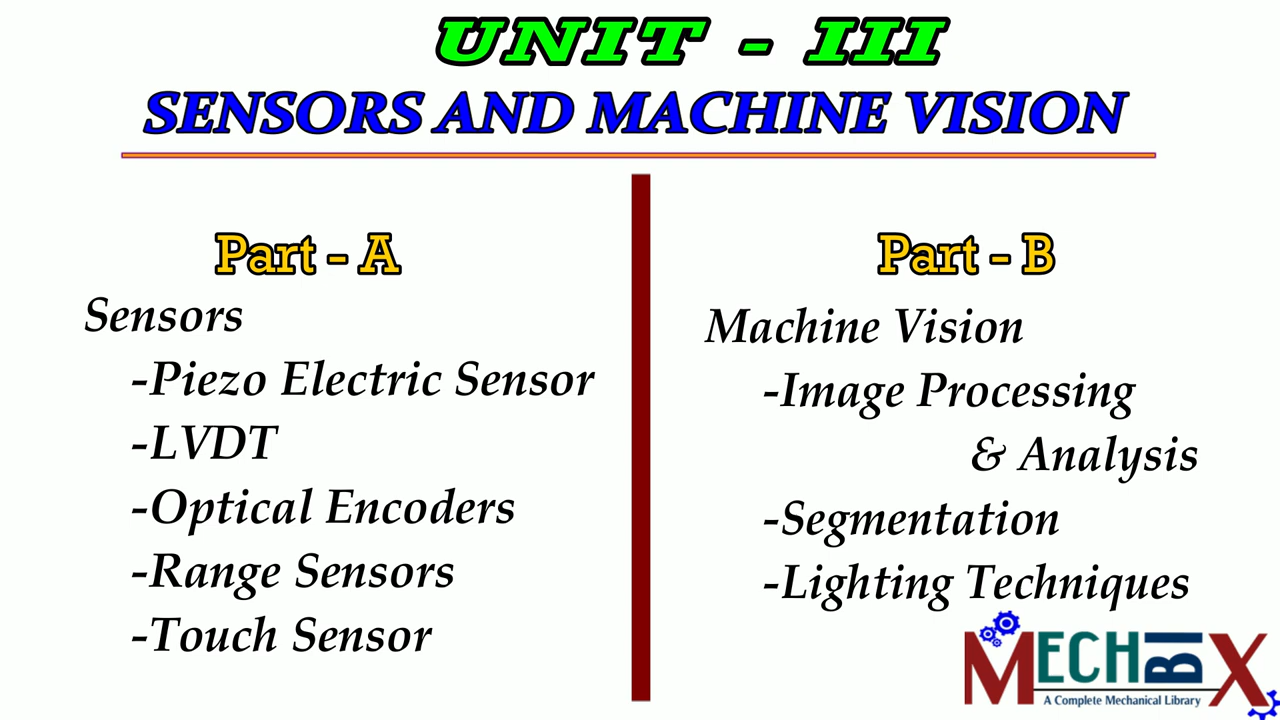 UNIT - III
SENSORS AND MACHINE VISION
Part - A
Sensors
-Piezo Electric Sensor
-LVDT
-Optical Encoders
-Range Sensors
-Touch Sensor
Part - B
Machine Vision
-Image Processing
& Analysis
-Segmentation
-Lighting Techniques
MECHBIX
A Complete Mechanical Library